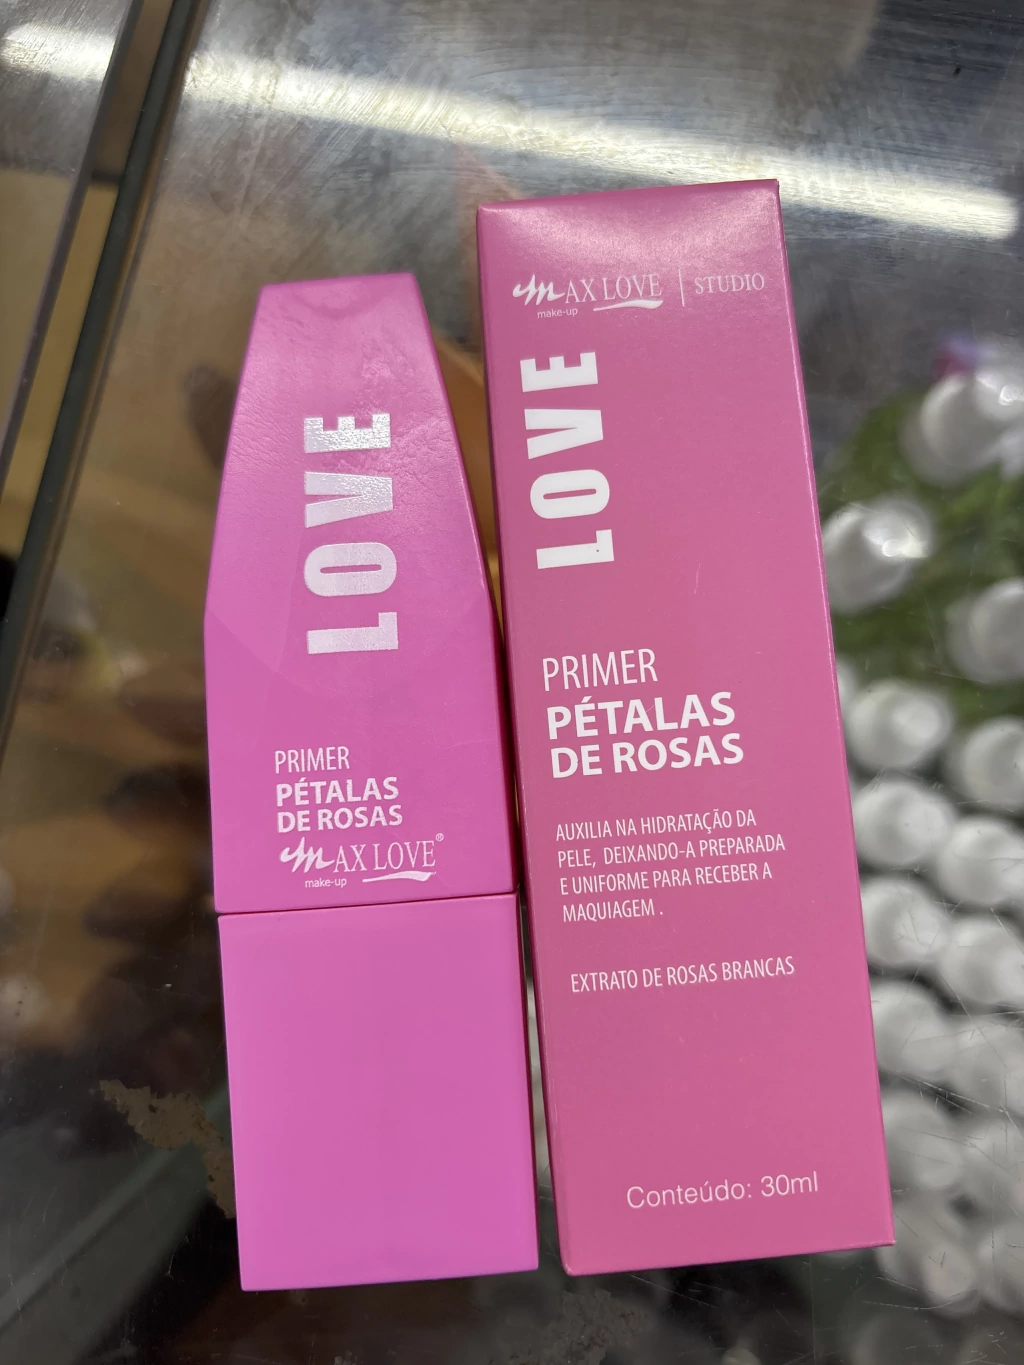 LOVE
PRIMER
PÉTALAS
DE ROSAS
MAX LOVE®
make-up
MAX LOVE | STUDIO
make-up
LOVE
PRIMER
PÉTALAS
DE ROSAS
AUXILIA NA HIDRATAÇÃO DA
PELE, DEIXANDO-A PREPARADA
E UNIFORME PARA RECEBER A
MAQUIAGEM .
EXTRATO DE ROSAS BRANCAS
Conteúdo: 30ml